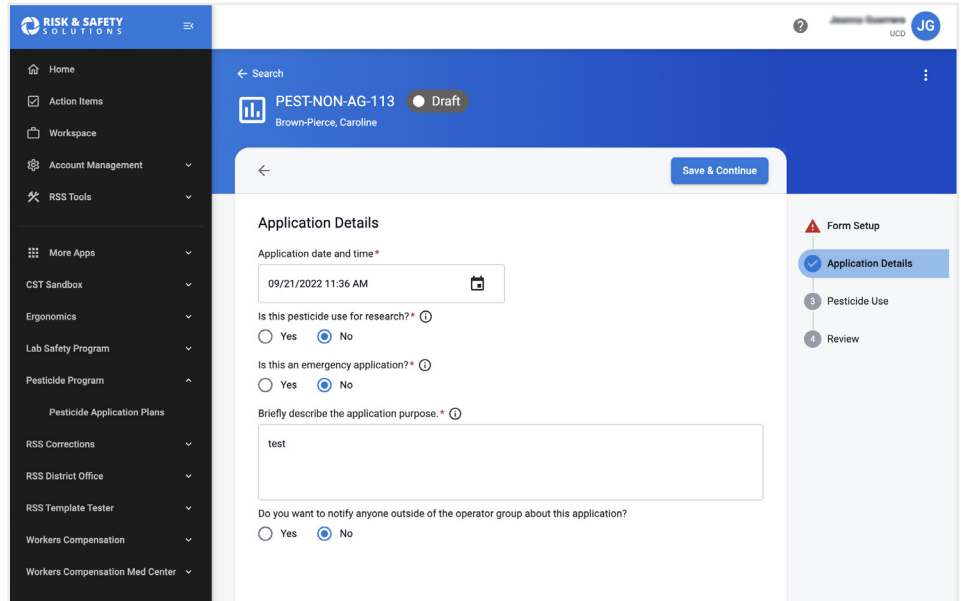 RISK & SAFETY
SOLUTIONS
UCD
JG
Home
Action Items
Workspace
Account Management
RSS Tools
More Apps
CST Sandbox
Ergonomics
Lab Safety Program
Pesticide Program
Pesticide Application Plans
RSS Corrections
RSS District Office
RSS Template Tester
Workers Compensation
Workers Compensation Med Center
Search
PEST-NON-AG-113 Draft
Brown-Pierce, Caroline
Save & Continue
Application Details
Application date and time*
09/21/2022 11:36 AM
Is this pesticide use for research?*
Yes No
Is this an emergency application?*
Yes No
Briefly describe the application purpose.*
test
Do you want to notify anyone outside of the operator group about this application?
Yes No
Form Setup
Application Details
3 Pesticide Use
4 Review